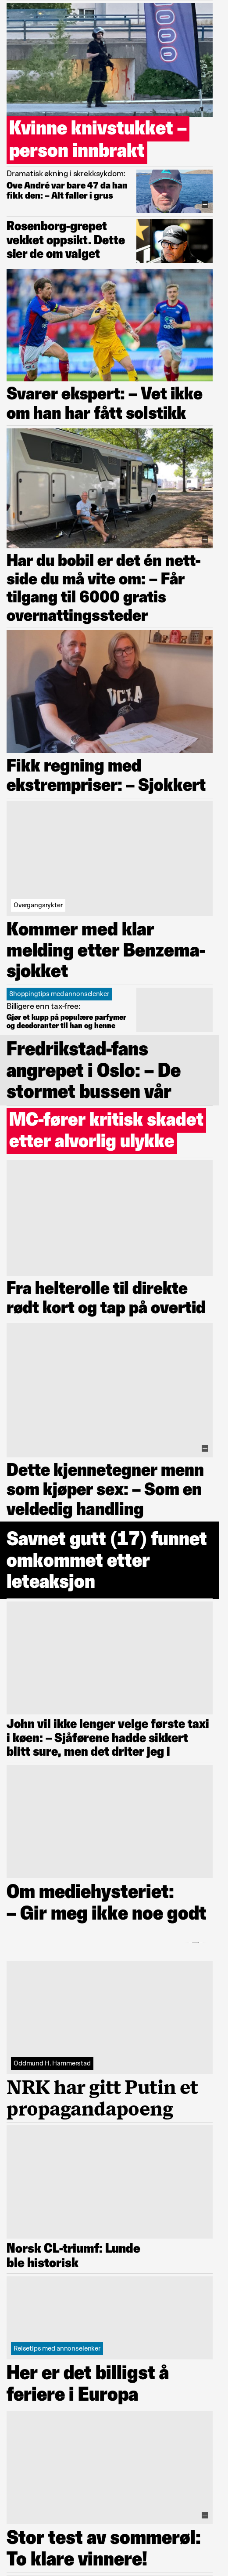 Kvinne knivstukket –
person innbrakt
Dramatisk økning i skrekksykdom:
Ove André var bare 47 da han
fikk den: – Alt faller i grus
Rosenborg-grepet
vekket oppsikt. Dette
sier de om valget
Svarer ekspert: – Vet ikke
om han har fått solstikk
Har du bobil er det én nett-
side du må vite om: – Får
tilgang til 6000 gratis
overnattingssteder
UCLA
Fikk regning med
ekstrempriser: – Sjokkert
Overgangsrykter
Kommer med klar
melding etter Benzema-
sjokket
Shoppingtips med annonselenker
Billigere enn tax-free:
Gjør et kupp på populære parfymer
og deodoranter til han og henne
Fredrikstad-fans
angrepet i Oslo: – De
stormet bussen vår
MC-fører kritisk skadet
etter alvorlig ulykke
Fra helterolle til direkte
rødt kort og tap på overtid
Dette kjennetegner menn
som kjøper sex: – Som en
veldedig handling
Savnet gutt (17) funnet
omkommet etter
leteaksjon
John vil ikke lenger velge første taxi
i køen: – Sjåførene hadde sikkert
blitt sure, men det driter jeg i
Om mediehysteriet:
– Gir meg ikke noe godt
Oddmund H. Hammerstad
NRK har gitt Putin et
propagandapoeng
Norsk CL-triumf: Lunde
ble historisk
Reisetips med annonselenker
Her er det billigst å
feriere i Europa
Stor test av sommerøl:
To klare vinnere!